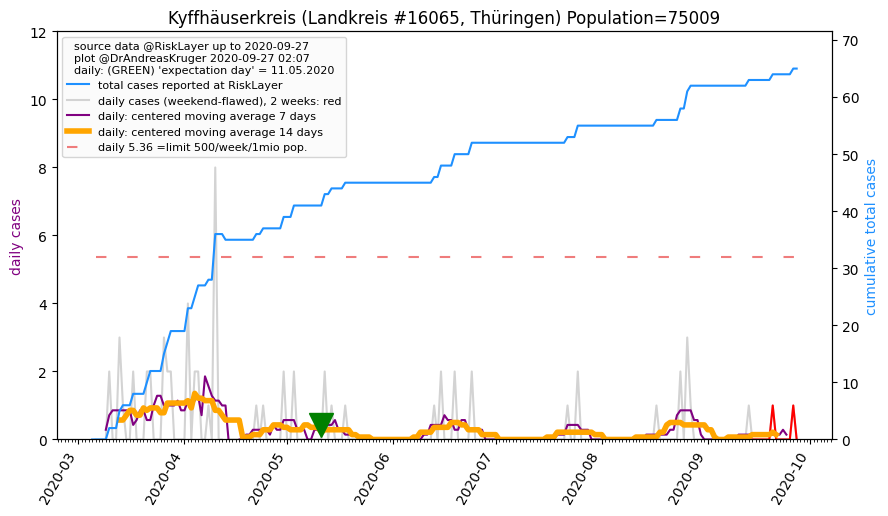 Kyffhäuserkreis (Landkreis #16065, Thüringen) Population=75009
source data @RiskLayer up to 2020-09-27
plot @DrAndreasKruger 2020-09-27 02:07
daily: (GREEN) 'expectation day' = 11.05.2020
total cases reported at RiskLayer
daily cases (weekend-flawed), 2 weeks: red
daily: centered moving average 7 days
daily: centered moving average 14 days
daily 5.36 =limit 500/week/1mio pop.
daily cases
12
10
8
6
4
2
0
70
60
50
40
30
20
10
0
cumulative total cases
2020-03
2020-04
2020-05
2020-06
2020-07
2020-08
2020-09
2020-10